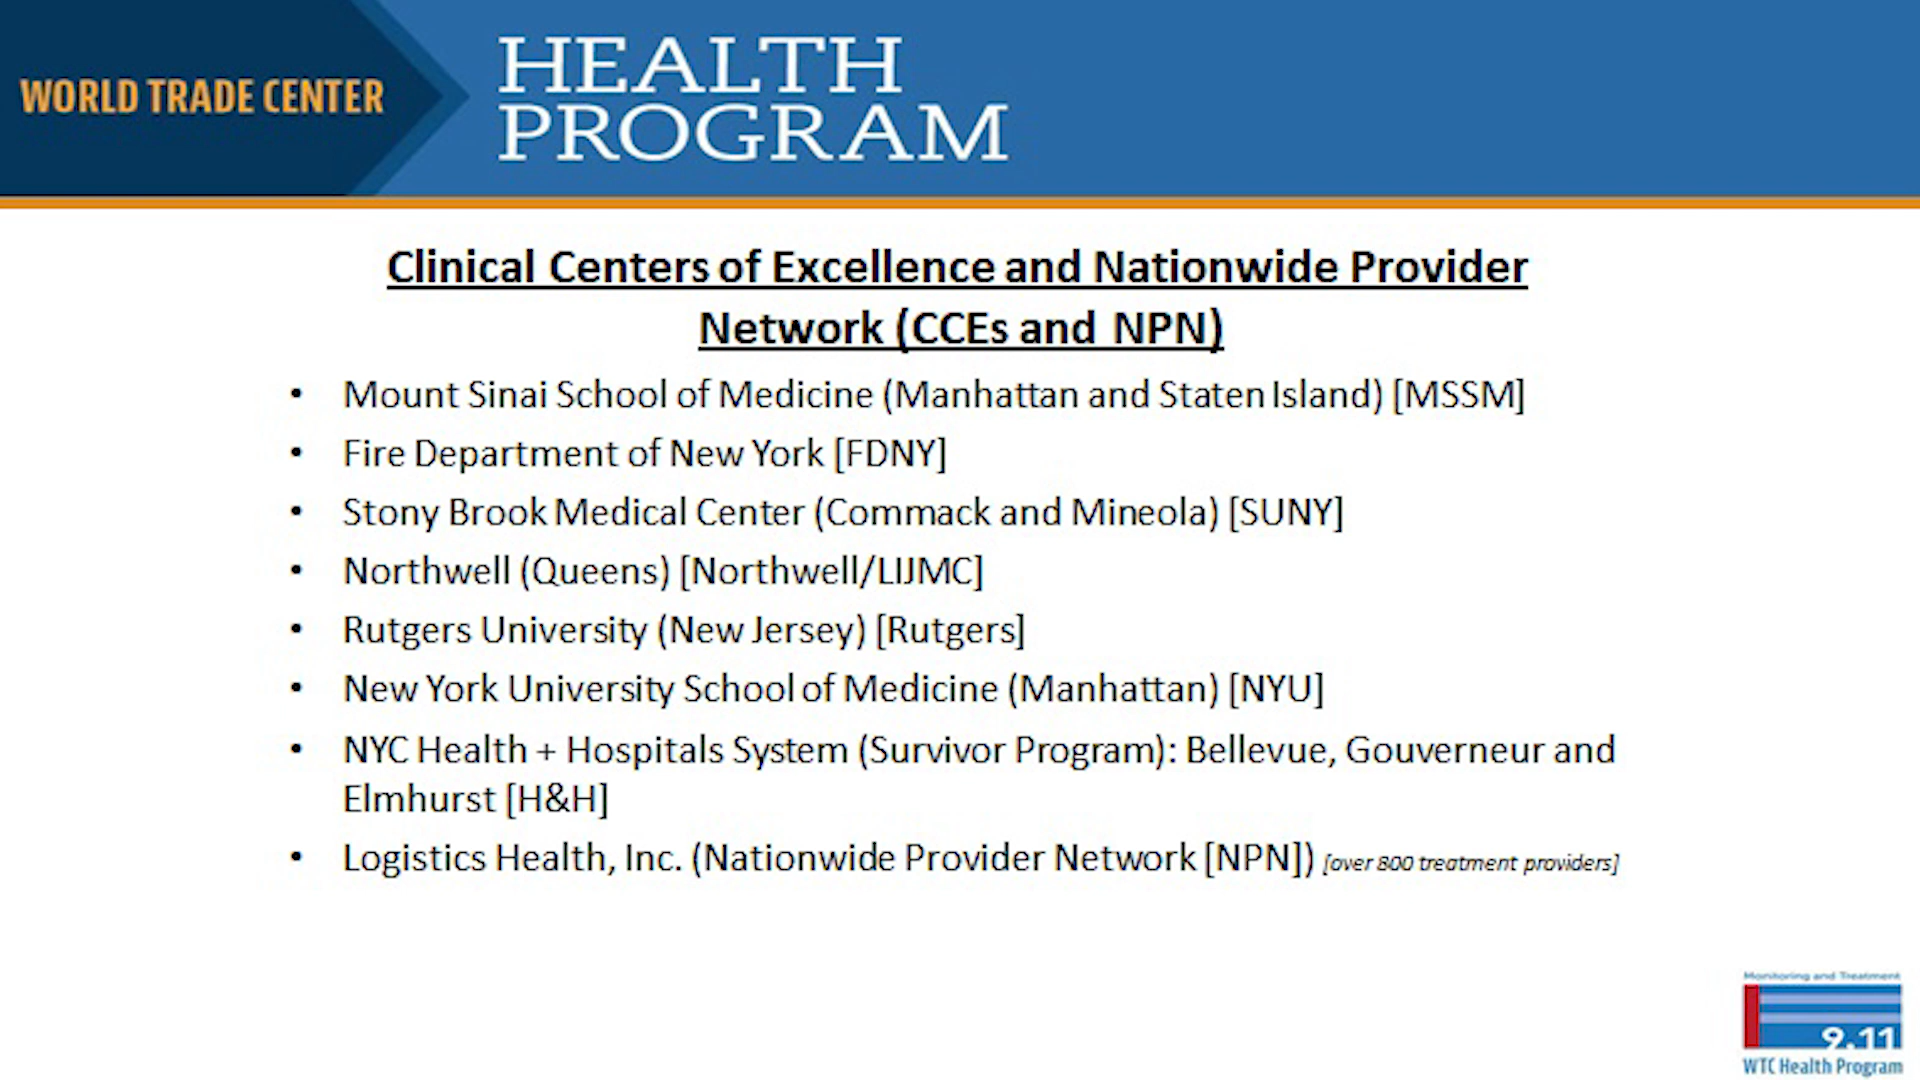 WORLD TRADE CENTER
HEALTH
PROGRAM
Clinical Centers of Excellence and Nationwide Provider
Network (CCEs and NPN)
• Mount Sinai School of Medicine (Manhattan and Staten Island) [MSSM]
• Fire Department of New York [FDNY]
• Stony Brook Medical Center (Commack and Mineola) [SUNY]
• Northwell (Queens) [Northwell/LIJMC]
• Rutgers University (New Jersey) [Rutgers]
• New York University School of Medicine (Manhattan) [NYU]
• NYC Health + Hospitals System (Survivor Program): Bellevue, Gouverneur and
Elmhurst [H&H]
• Logistics Health, Inc. (Nationwide Provider Network [NPN]) [over 800 treatment providers]
Monitoring and Treatment
9.11
WTC Health Program